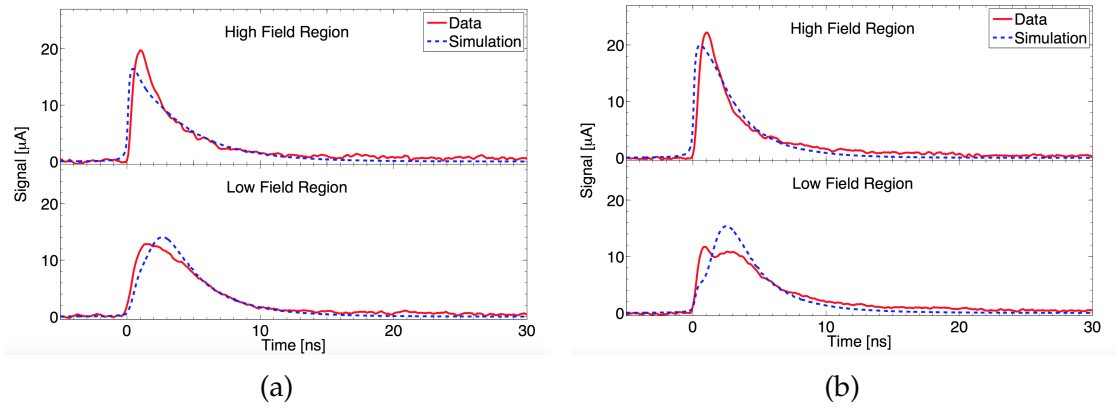 High Field Region
Data
Simulation
20
10
0
Signal [µA]
Low Field Region
20
10
0
0
10
20
30
Time [ns]
(a)
High Field Region
Data
Simulation
20
10
0
Signal [µA]
Low Field Region
20
10
0
0
10
20
30
Time [ns]
(b)